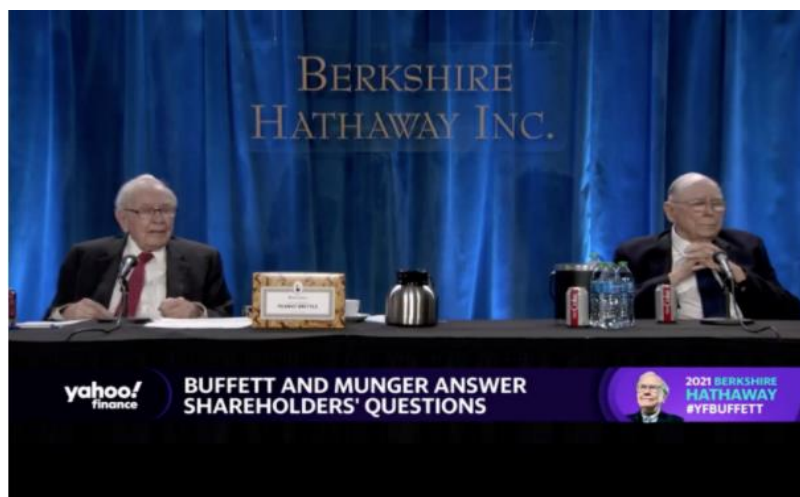 BERKSHIRE
HATHAWAY INC.
yahoo!
finance
BUFFETT AND MUNGER ANSWER
SHAREHOLDERS' QUESTIONS
2021 BERKSHIRE
HATHAWAY
#YFBUFFETT